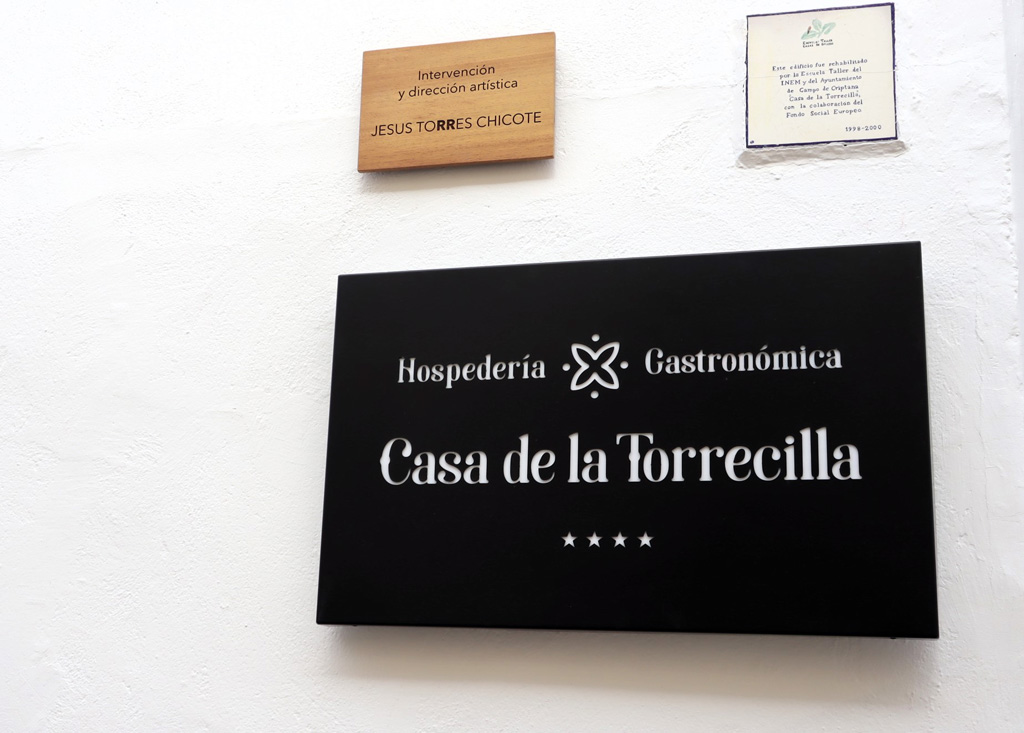 Intervención
y dirección artística
JESUS TORRES CHICOTE
Este edificio fue rehabilitado
por la Escuela Taller del
INEM y del Ayuntamiento
de Campo de Criptana
Casa de la Torrecilla,
con la colaboracion del
Fondo Social Europeo
1998-2000
Hospedería Gastronómica
Casa de la Torrecilla